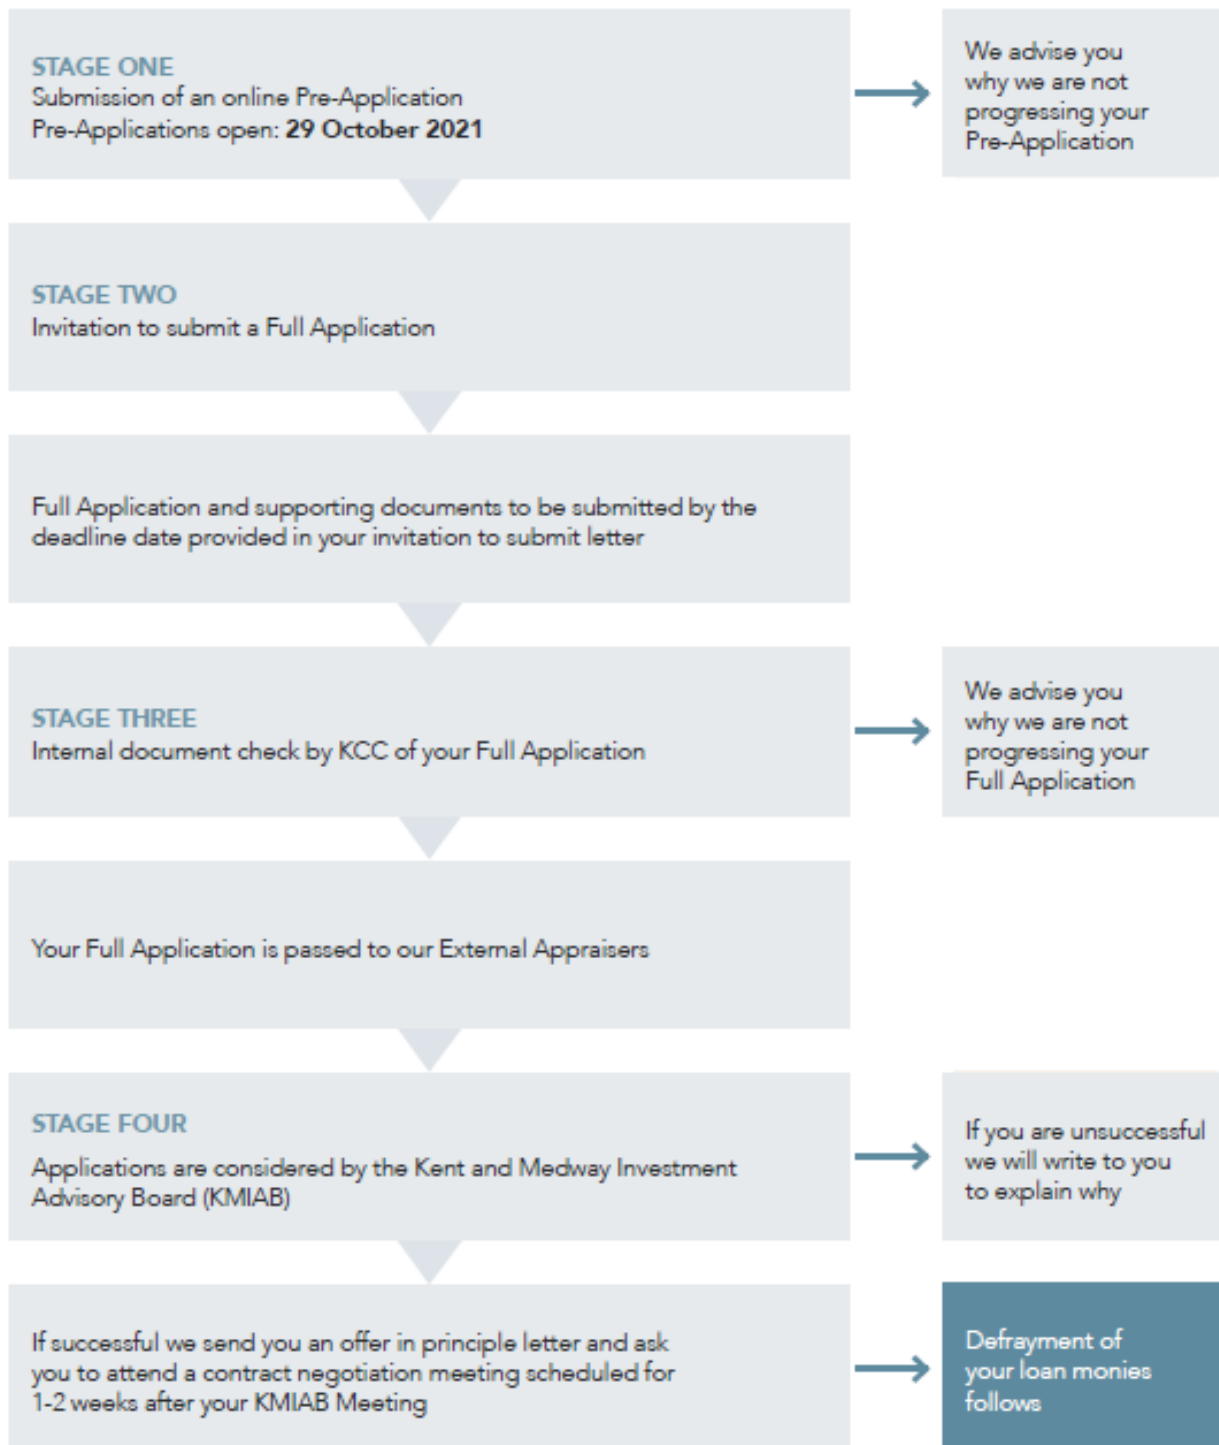 STAGE ONE
Submission of an online Pre-Application
Pre-Applications open: 29 October 2021
We advise you
why we are not
progressing your
Pre-Application
STAGE TWO
Invitation to submit a Full Application
Full Application and supporting documents to be submitted by the
deadline date provided in your invitation to submit letter
STAGE THREE
Internal document check by KCC of your Full Application
We advise you
why we are not
progressing your
Full Application
Your Full Application is passed to our External Appraisers
STAGE FOUR
Applications are considered by the Kent and Medway Investment
Advisory Board (KMIAB)
If you are unsuccessful
we will write to you
to explain why
If successful we send you an offer in principle letter and ask
you to attend a contract negotiation meeting scheduled for
1-2 weeks after your KMIAB Meeting
Defrayment of
your loan monies
follows